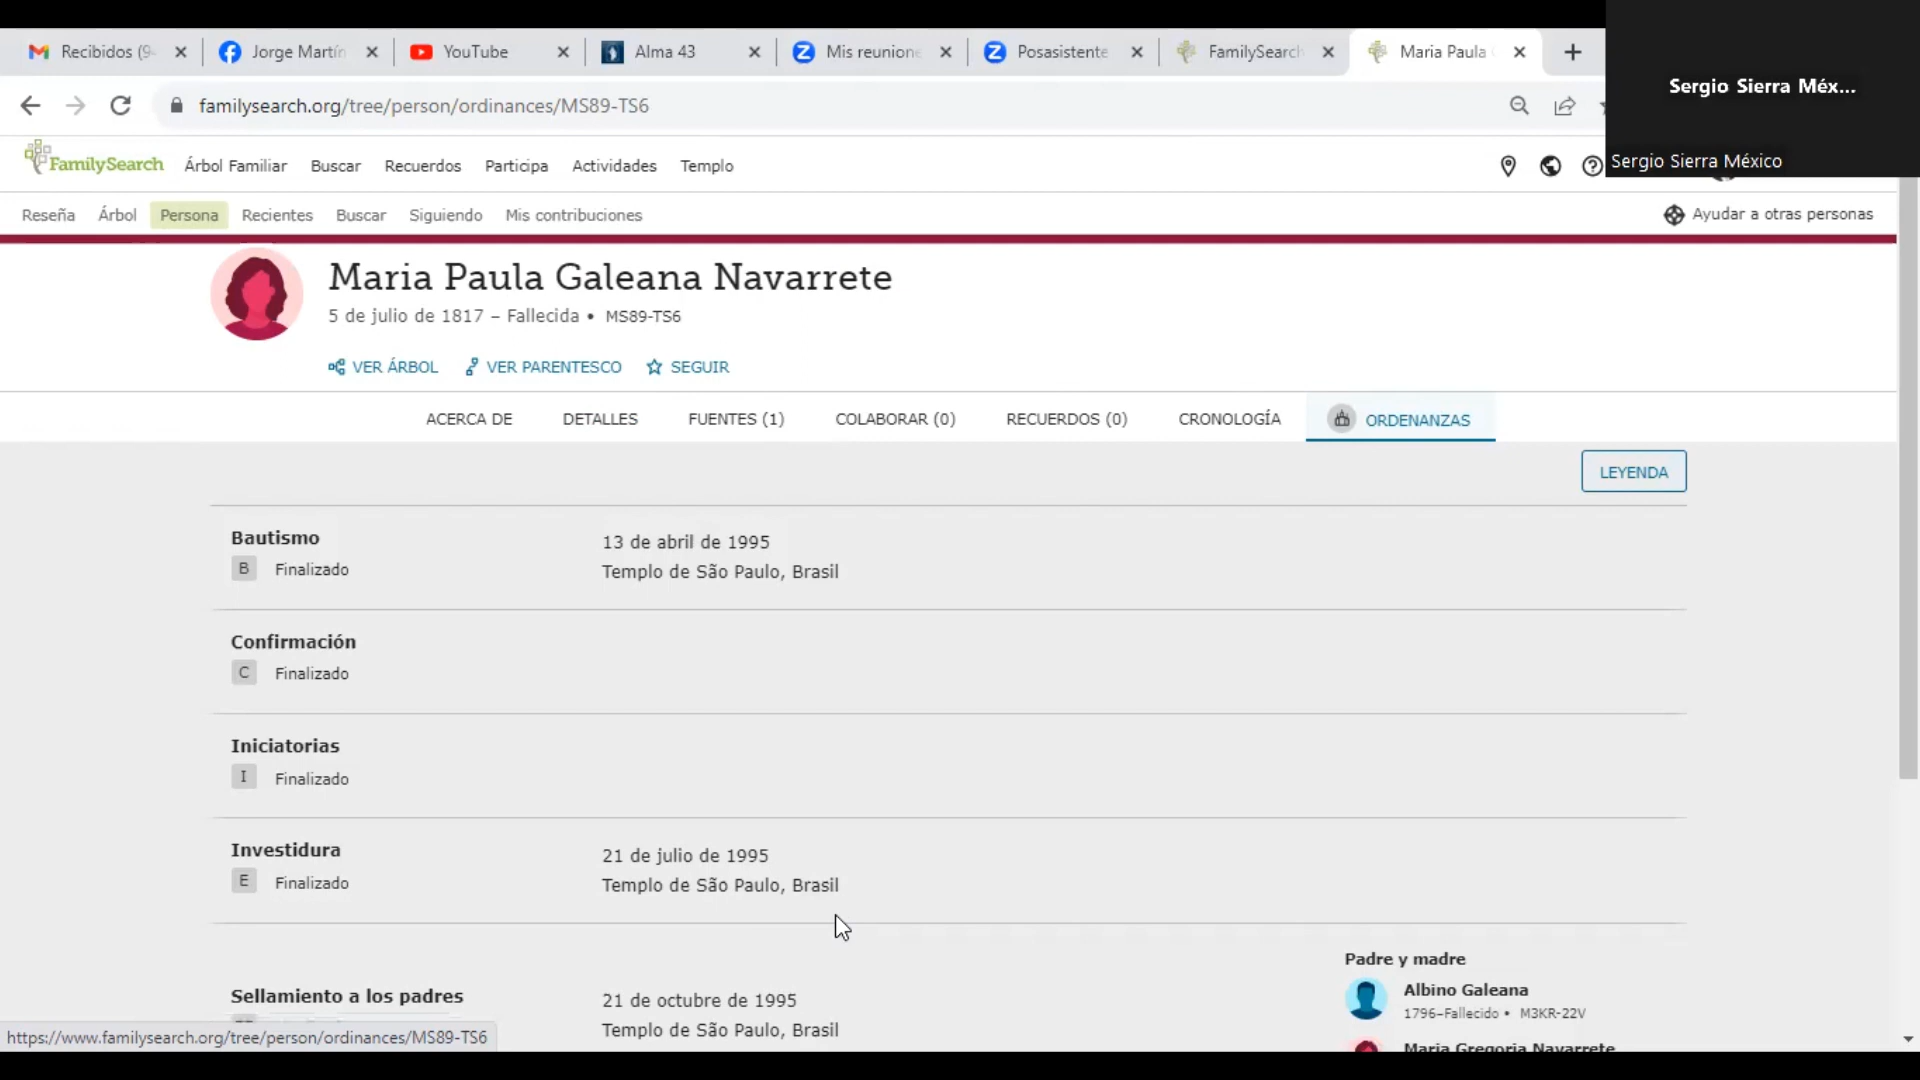 Recibidos (9
Jorge Martín
YouTube
Alma 43
Mis reunione
Posasistente
FamilySearch
Maria Paula
Sergio Sierra Méx...
familysearch.org/tree/person/ordinances/MS89-TS6
Sergio Sierra México
FamilySearch
Árbol Familiar
Buscar
Recuerdos
Participa
Actividades
Templo
Reseña
Árbol
Persona
Recientes
Buscar
Siguiendo
Mis contribuciones
Ayudar a otras personas
Maria Paula Galeana Navarrete
5 de julio de 1817 – Fallecida • MS89-TS6
VER ÁRBOL
VER PARENTESCO
SEGUIR
ACERCA DE
DETALLES
FUENTES (1)
COLABORAR (0)
RECUERDOS (0)
CRONOLOGÍA
ORDENANZAS
LEYENDA
Bautismo
B Finalizado
13 de abril de 1995
Templo de São Paulo, Brasil
Confirmación
C Finalizado
Iniciatorias
I Finalizado
Investidura
E Finalizado
21 de julio de 1995
Templo de São Paulo, Brasil
Sellamiento a los padres
21 de octubre de 1995
Templo de São Paulo, Brasil
Padre y madre
Albino Galeana
1796–Fallecido • M3KR-22V
Maria Gregoria Navarrete
https://www.familysearch.org/tree/person/ordinances/MS89-TS6